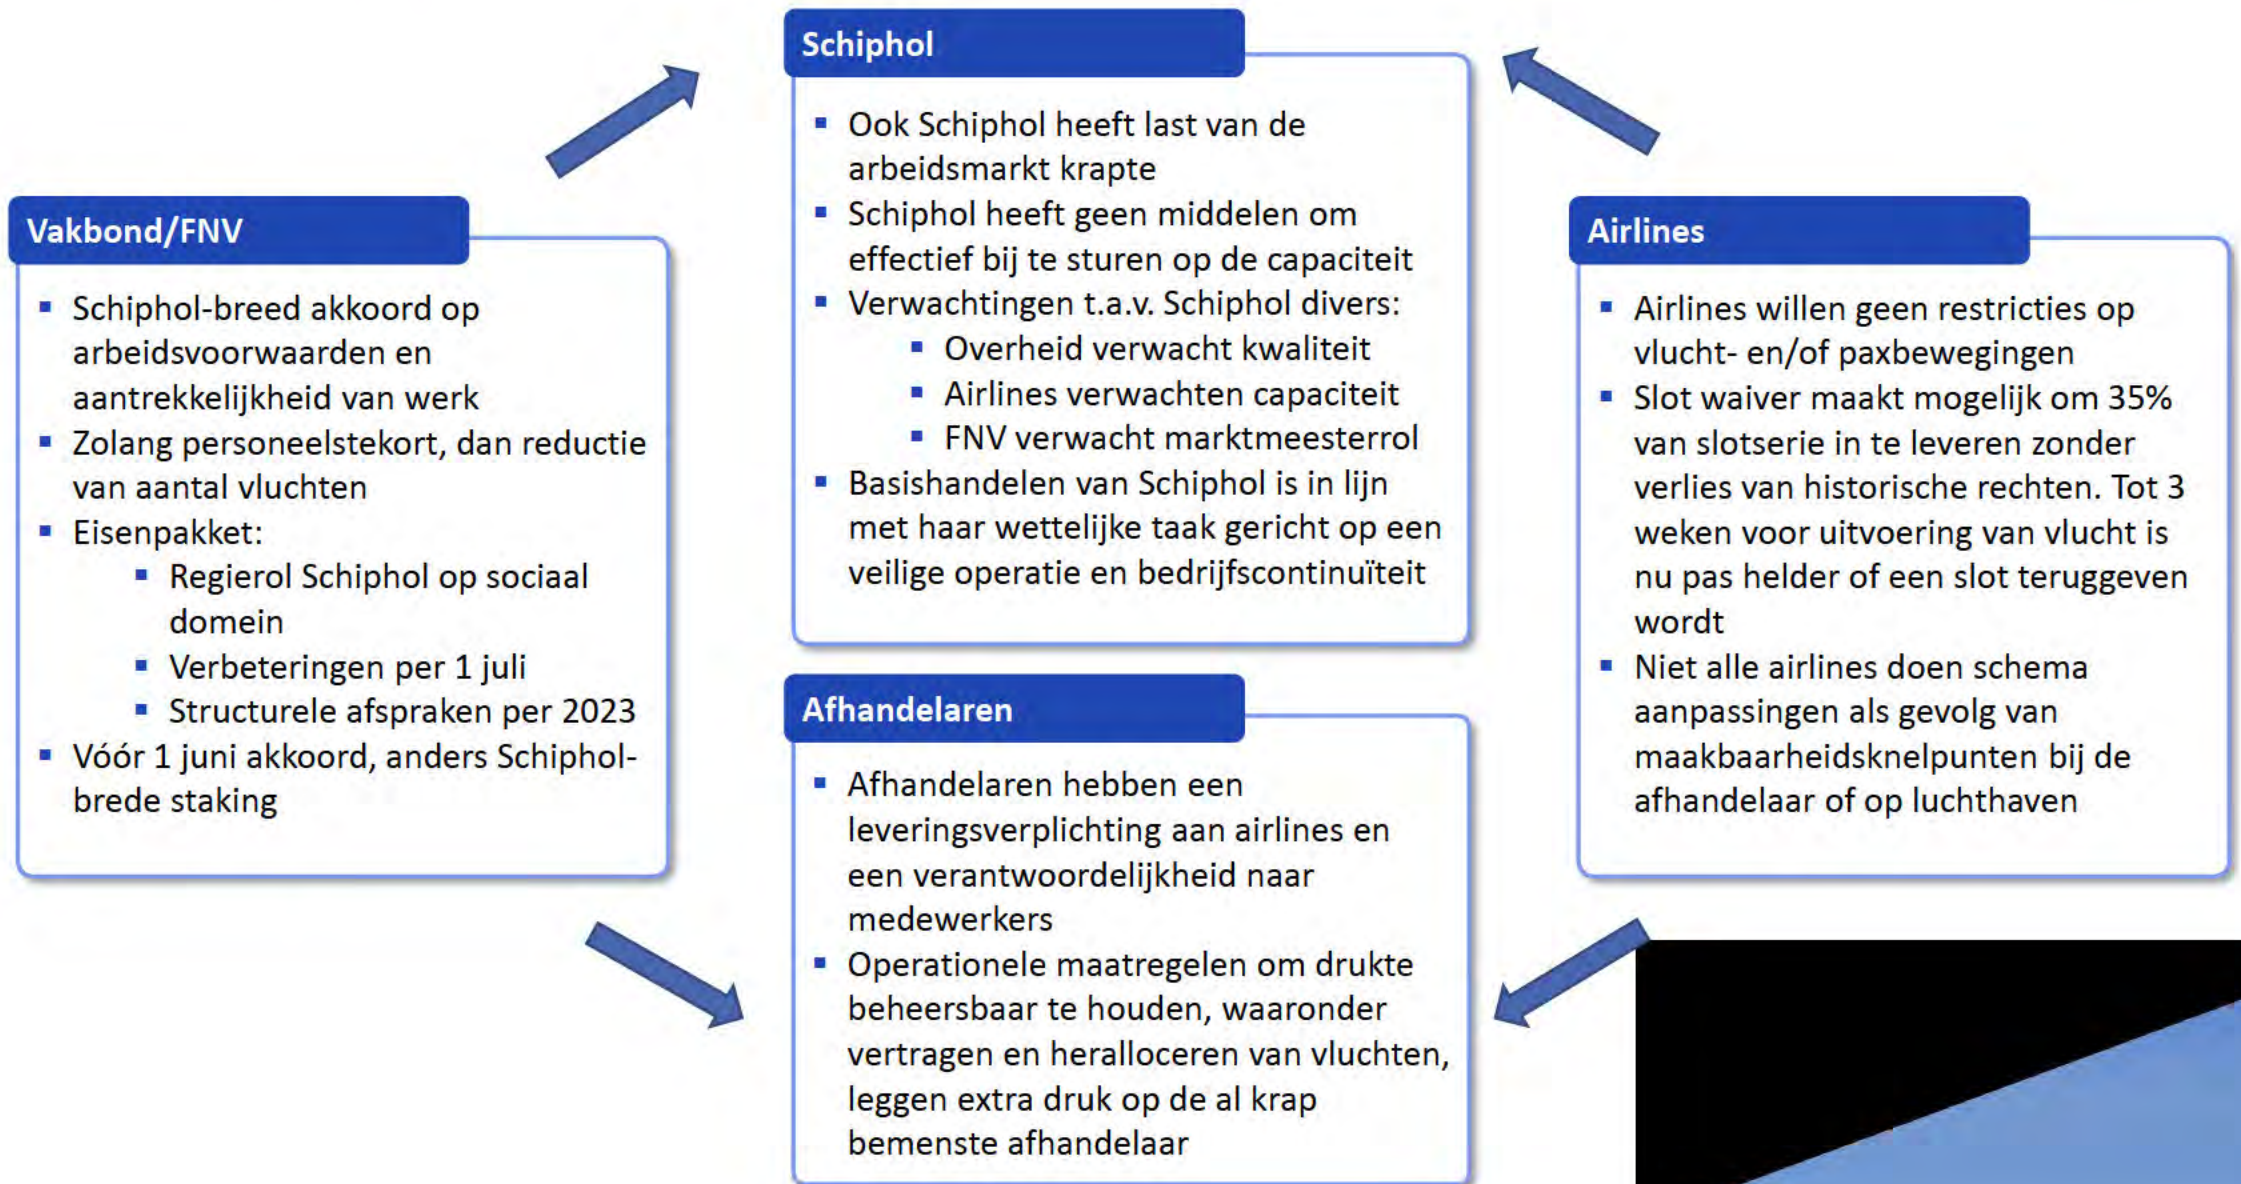 Vakbond/FNV
▪ Schiphol-breed akkoord op
arbeidsvoorwaarden en
aantrekkelijkheid van werk
▪ Zolang personeelstekort, dan reductie
van aantal vluchten
▪ Eisenpakket:
▪ Regierol Schiphol op sociaal
domein
▪ Verbeteringen per 1 juli
▪ Structurele afspraken per 2023
▪ Vóór 1 juni akkoord, anders Schiphol-
brede staking
Schiphol
▪ Ook Schiphol heeft last van de
arbeidsmarkt krapte
▪ Schiphol heeft geen middelen om
effectief bij te sturen op de capaciteit
▪ Verwachtingen t.a.v. Schiphol divers:
▪ Overheid verwacht kwaliteit
▪ Airlines verwachten capaciteit
▪ FNV verwacht marktmeesterrol
▪ Basishandelen van Schiphol is in lijn
met haar wettelijke taak gericht op een
veilige operatie en bedrijfscontinuïteit
Afhandelaren
▪ Afhandelaren hebben een
leveringsverplichting aan airlines en
een verantwoordelijkheid naar
medewerkers
▪ Operationele maatregelen om drukte
beheersbaar te houden, waaronder
vertragen en heralloceren van vluchten,
leggen extra druk op de al krap
bemenste afhandelaar
Airlines
▪ Airlines willen geen restricties op
vlucht- en/of paxbewegingen
▪ Slot waiver maakt mogelijk om 35%
van slotserie in te leveren zonder
verlies van historische rechten. Tot 3
weken voor uitvoering van vlucht is
nu pas helder of een slot teruggeven
wordt
▪ Niet alle airlines doen schema
aanpassingen als gevolg van
maakbaarheidsknelpunten bij de
afhandelaar of op luchthaven